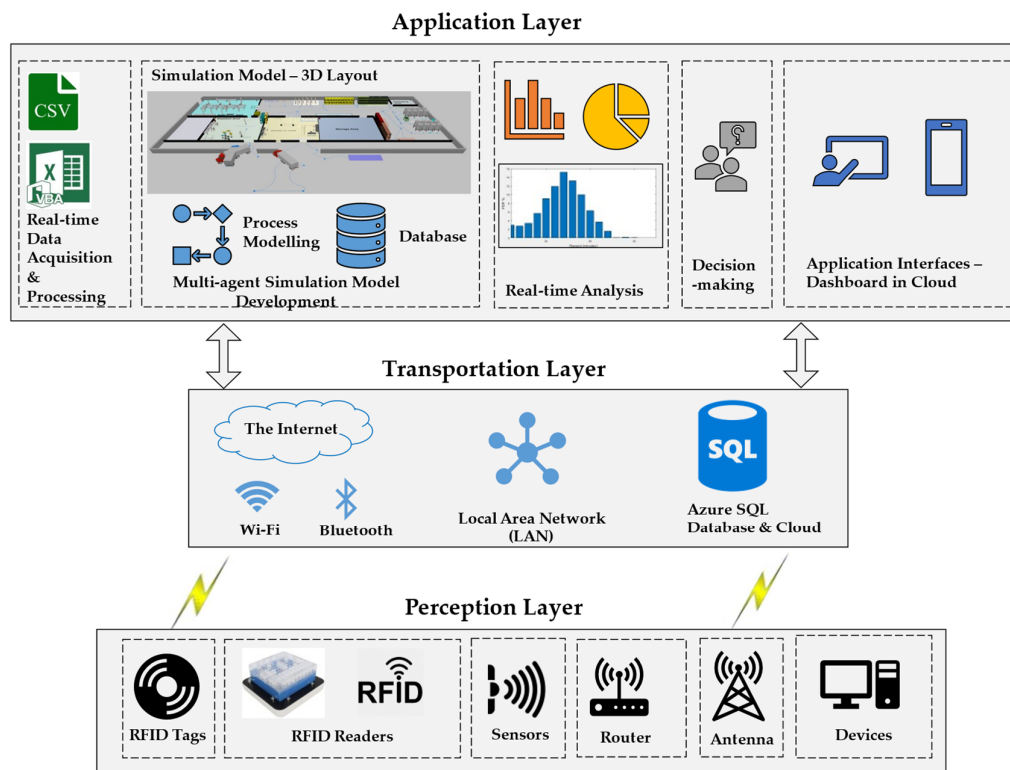 Application Layer
CSV
VBA
Real-time
Data
Acquisition
&
Processing
Simulation Model – 3D Layout
Process
Modelling
Database
Multi-agent Simulation Model
Development
Real-time Analysis
Decision
-making
Application Interfaces –
Dashboard in Cloud
Transportation Layer
The Internet
Wi-Fi
Bluetooth
Local Area Network
(LAN)
SQL
Azure SQL
Database & Cloud
Perception Layer
RFID Tags
RFID
RFID Readers
Sensors
Router
Antenna
Devices